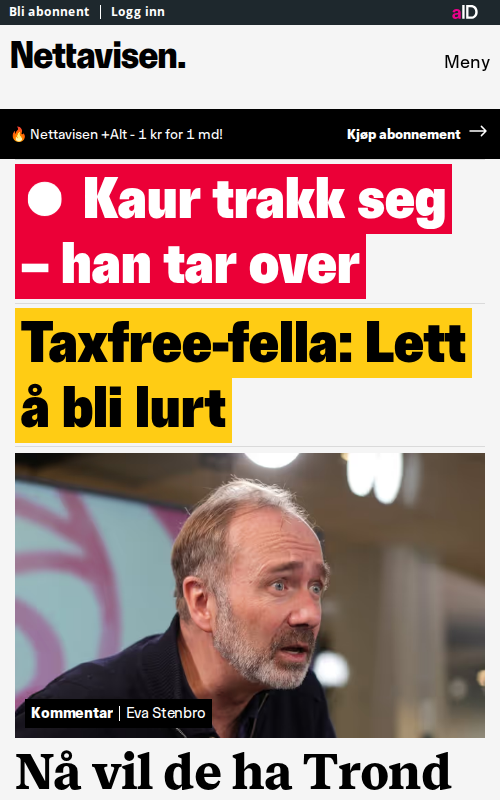 Bli abonnent | Logg inn aID
Nettavisen.
Meny
🔥 Nettavisen +Alt - 1 kr for 1 md! Kjøp abonnement →
Kaur trakk seg
– han tar over
Taxfree-fella: Lett
å bli lurt
Kommentar | Eva Stenbro
Nå vil de ha Trond